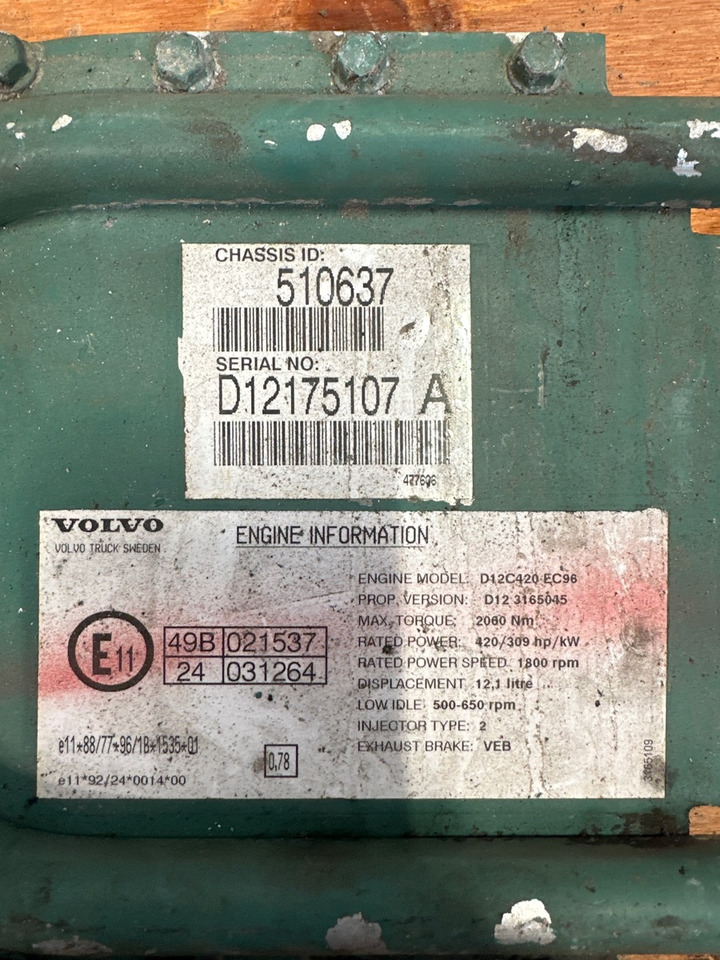 CHASSIS ID:
510637
SERIAL NO:
D12175107 A
477606
VOLVO
VOLVO TRUCK SWEDEN
ENGINE INFORMATION
ENGINE MODEL: D12C420 EC96
PROP. VERSION: D12 3165045
MAX. TORQUE: 2000 Nm
RATED POWER: 420/309 hp/kW
RATED POWER SPEED: 1800 rpm
DISPLACEMENT: 12,1 litre
LOW IDLE: 500-650 rpm
INJECTOR TYPE: 2
EXHAUST BRAKE: VEB
E11
49B 021537
24 031264
e11*88/77*96/1B*1535*01
0,78
e11*92/24*0014*00
3165109